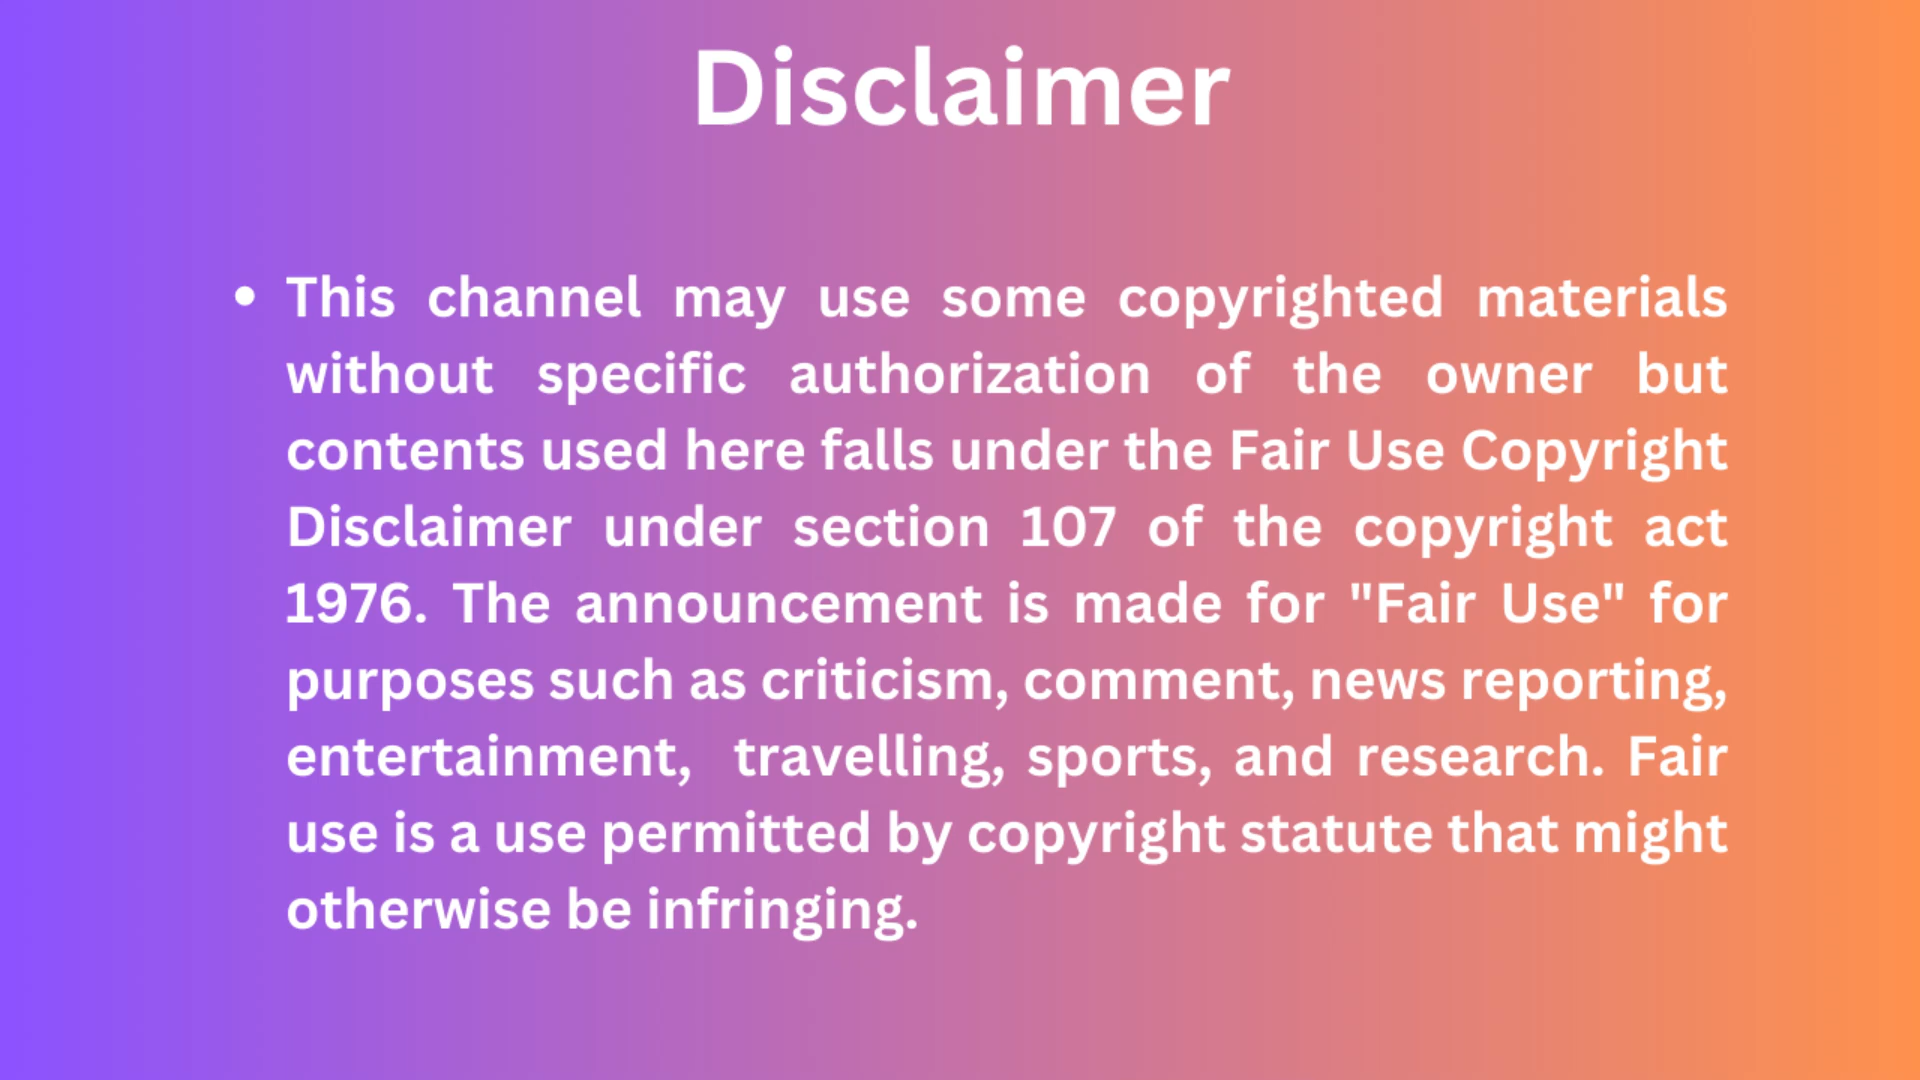 Disclaimer
• This channel may use some copyrighted materials
without specific authorization of the owner but
contents used here falls under the Fair Use Copyright
Disclaimer under section 107 of the copyright act
1976. The announcement is made for "Fair Use" for
purposes such as criticism, comment, news reporting,
entertainment, travelling, sports, and research. Fair
use is a use permitted by copyright statute that might
otherwise be infringing.